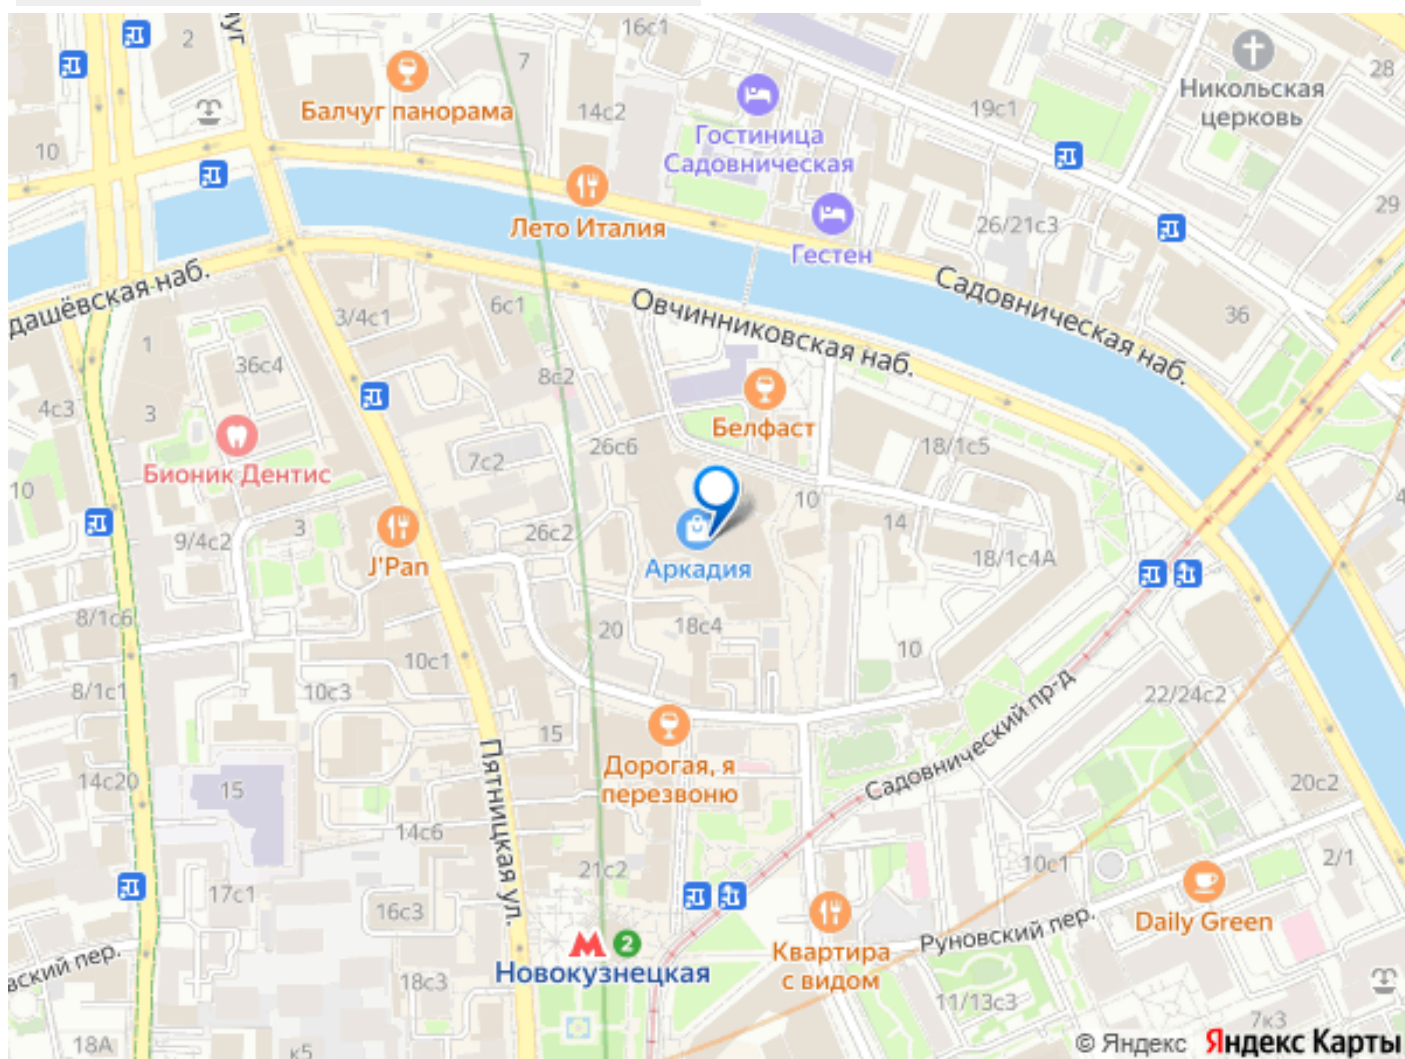 16с1
2
7
28
Никольская
церковь
Балчуг панорама
14с2
19с1
Гостиница
Садовническая
10
29
Лето Италия
26/21с3
Гестен
дашёвская наб.
Садовническая наб.
Овчинниковская наб.
6с1
3/4с1
36
1
36с4
8с2
4с3
3
Белфаст
26с6
18/1с5
7с2
Бионик Дентис
10
10
14
3
26с2
9/4с2
J'Pan
Аркадия
18/1с4А
8/1с6
20
18с4
10
10с1
8/1с1
10с3
22/24с2
15
Пятницкая ул.
Садовнический пр-д
Дорогая, я
перезвоню
14с20
15
20с2
14с6
21с2
10с1
2/1
17с1
16с3
Daily Green
Руновский пер.
2
Новокузнецкая
Квартира
с видом
вский пер.
18с3
11/13с3
7к3
18А
к5
© Яндекс Яндекс Карты